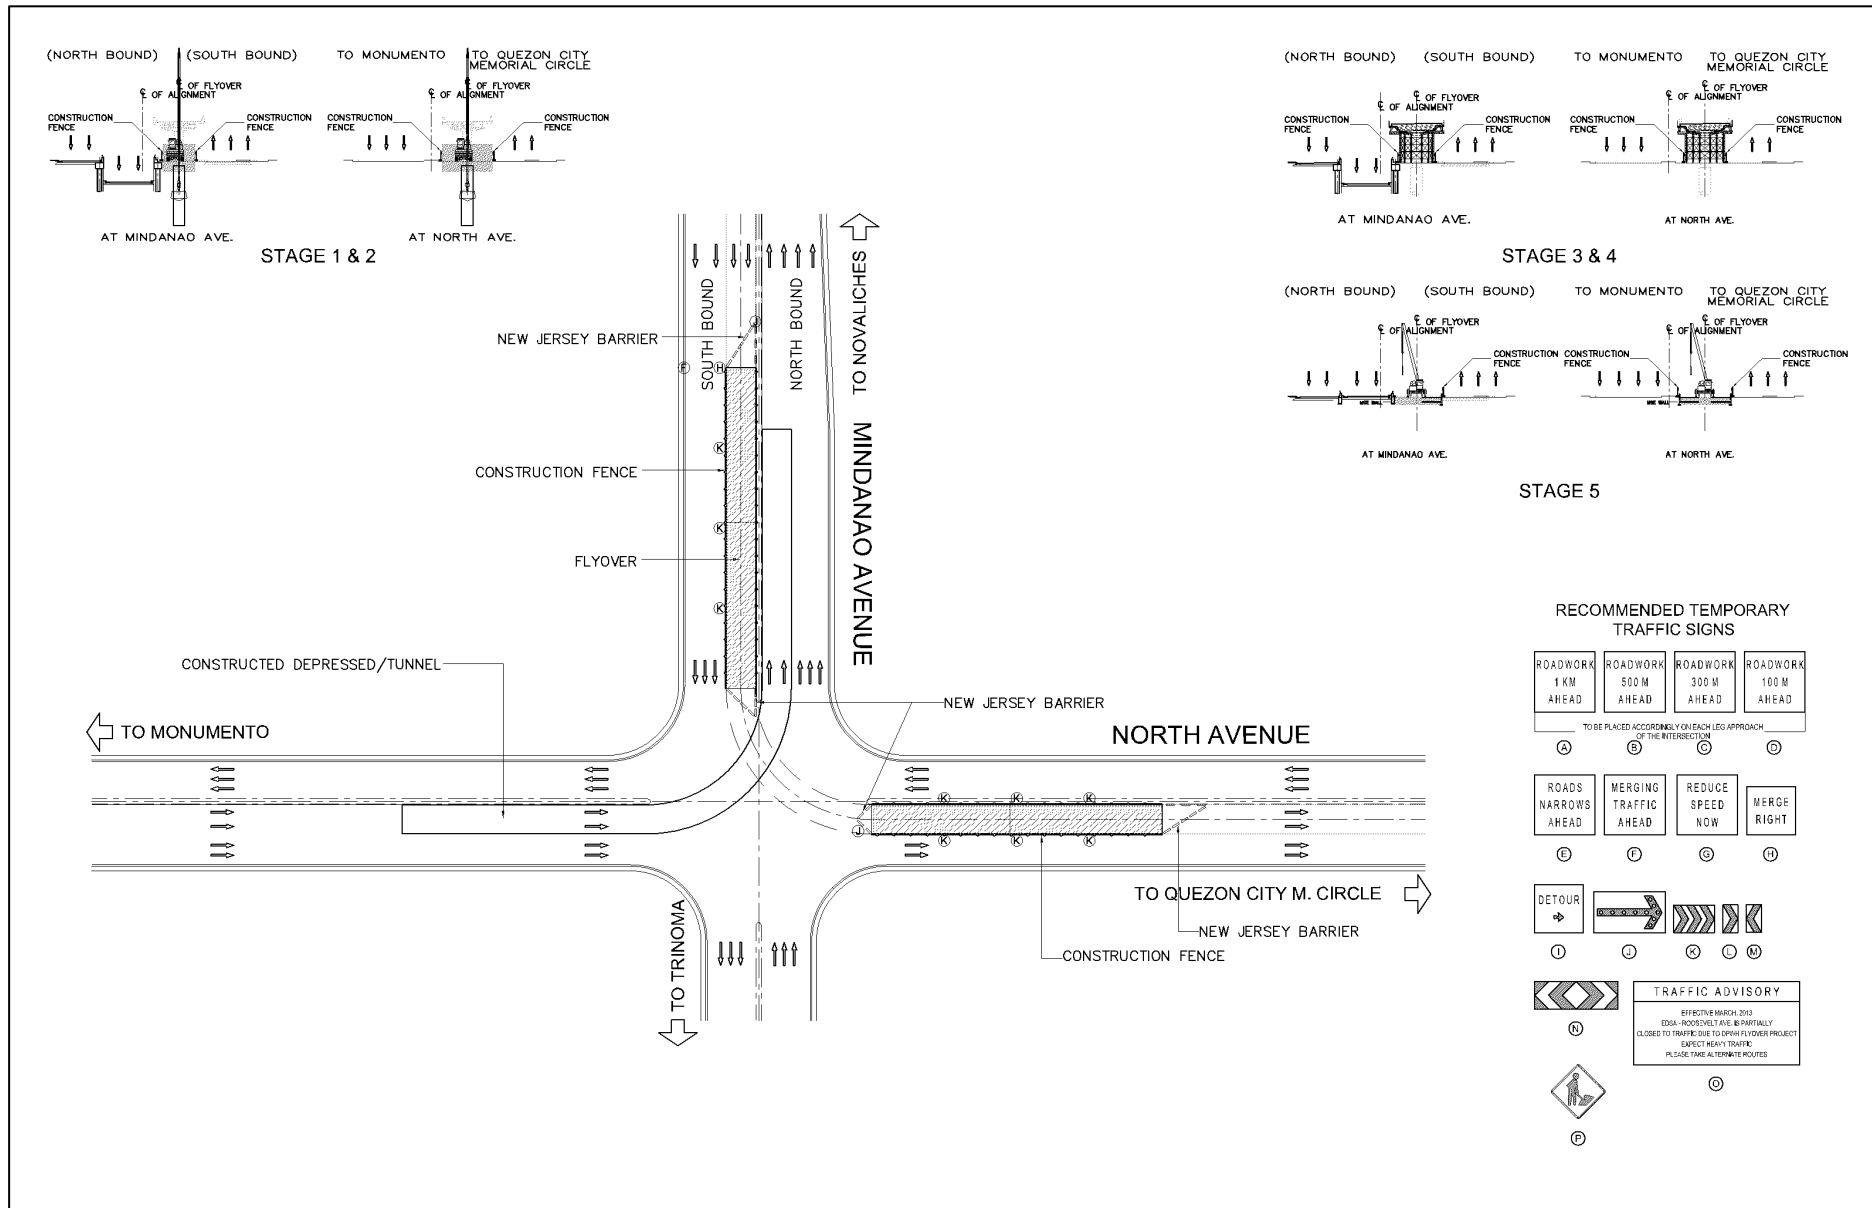 (NORTH BOUND) (SOUTH BOUND)
TO MONUMENTO
TO QUEZON CITY
MEMORIAL CIRCLE
℄ OF FLYOVER
℄ OF ALIGNMENT
℄ OF FLYOVER
℄ OF ALIGNMENT
CONSTRUCTION
FENCE
CONSTRUCTION
FENCE
CONSTRUCTION
FENCE
CONSTRUCTION
FENCE
AT MINDANAO AVE.
AT NORTH AVE.
STAGE 1 & 2
(NORTH BOUND) (SOUTH BOUND)
TO MONUMENTO
TO QUEZON CITY
MEMORIAL CIRCLE
℄ OF FLYOVER
℄ OF ALIGNMENT
℄ OF FLYOVER
℄ OF ALIGNMENT
CONSTRUCTION
FENCE
CONSTRUCTION
FENCE
CONSTRUCTION
FENCE
CONSTRUCTION
FENCE
AT MINDANAO AVE.
AT NORTH AVE.
STAGE 3 & 4
(NORTH BOUND) (SOUTH BOUND)
TO MONUMENTO
TO QUEZON CITY
MEMORIAL CIRCLE
℄ OF FLYOVER
℄ OF ALIGNMENT
℄ OF FLYOVER
℄ OF ALIGNMENT
CONSTRUCTION
FENCE
CONSTRUCTION
FENCE
CONSTRUCTION
FENCE
MSE WALL
MSE WALL
AT MINDANAO AVE.
AT NORTH AVE.
STAGE 5
SOUTH BOUND
NORTH BOUND
TO NOVALICHES
MINDANAO AVENUE
NEW JERSEY BARRIER
J
F
H
K
CONSTRUCTION FENCE
K
FLYOVER
K
CONSTRUCTED DEPRESSED/TUNNEL
NEW JERSEY BARRIER
TO MONUMENTO
NORTH AVENUE
K K K
J
K K K
TO QUEZON CITY M. CIRCLE
NEW JERSEY BARRIER
CONSTRUCTION FENCE
TO TRINOMA
RECOMMENDED TEMPORARY
TRAFFIC SIGNS
ROADWORK
1 KM
AHEAD
ROADWORK
500 M
AHEAD
ROADWORK
300 M
AHEAD
ROADWORK
100 M
AHEAD
TO BE PLACED ACCORDINGLY ON EACH LEG APPROACH
OF THE INTERSECTION
A B C D
ROADS
NARROWS
AHEAD
MERGING
TRAFFIC
AHEAD
REDUCE
SPEED
NOW
MERGE
RIGHT
E F G H
DETOUR
I J K L M
N
TRAFFIC ADVISORY
EFFECTIVE MARCH, 2013
EDSA - ROOSEVELT AVE. IS PARTIALLY
CLOSED TO TRAFFIC DUE TO DPWH FLYOVER PROJECT
EXPECT HEAVY TRAFFIC
PLEASE TAKE ALTERNATE ROUTES
O
P